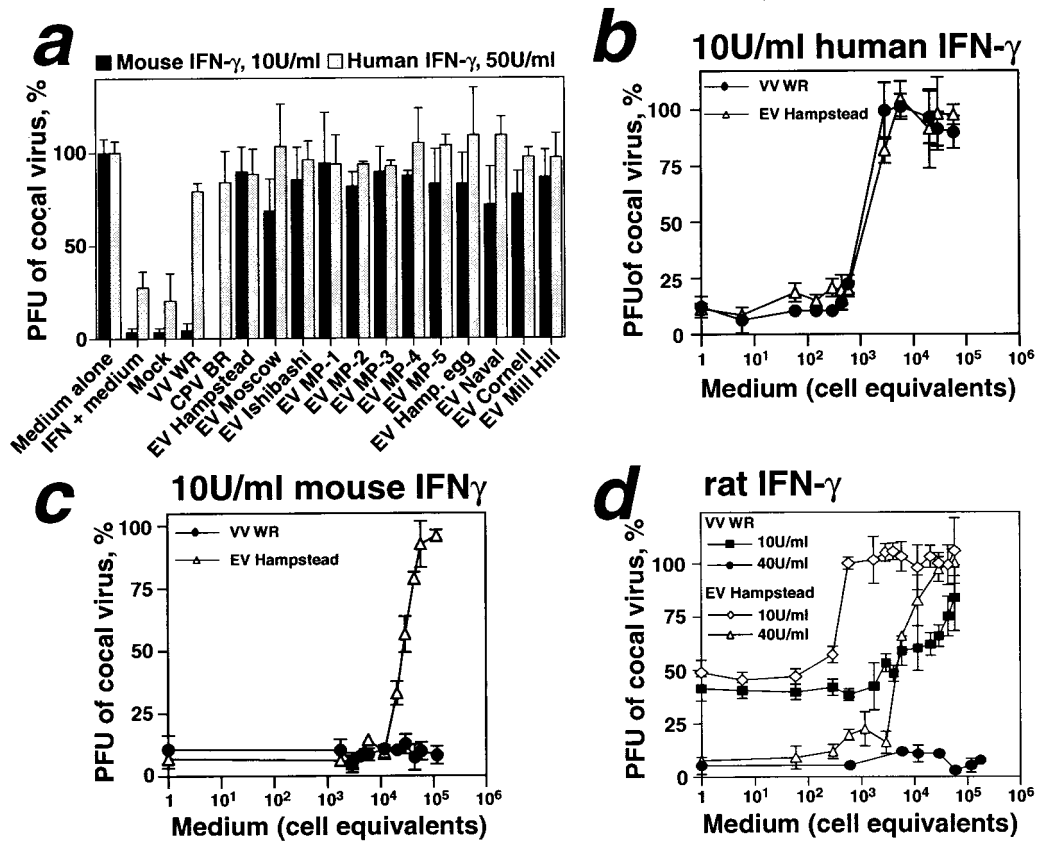 a
Mouse IFN-γ, 10U/ml Human IFN-γ, 50U/ml
PFU of cocal virus, %
100
50
0
Medium alone
IFN + medium
Mock
VV WR
CPV BR
EV Hampstead
EV Moscow
EV Ishibashi
EV MP-1
EV MP-2
EV MP-3
EV MP-4
EV MP-5
EV Hamp. egg
EV Naval
EV Cornell
EV Mill Hill
b
10U/ml human IFN-γ
VV WR
EV Hampstead
PFUof cocal virus, %
100
75
50
25
0
1 10¹ 10² 10³ 10⁴ 10⁵ 10⁶
Medium (cell equivalents)
c
10U/ml mouse IFNγ
VV WR
EV Hampstead
PFU of cocal virus, %
100
75
50
25
0
1 10¹ 10² 10³ 10⁴ 10⁵ 10⁶
Medium (cell equivalents)
d
rat IFN-γ
VV WR
10U/ml
40U/ml
EV Hampstead
10U/ml
40U/ml
PFU of cocal virus, %
100
75
50
25
0
1 10¹ 10² 10³ 10⁴ 10⁵ 10⁶
Medium (cell equivalents)